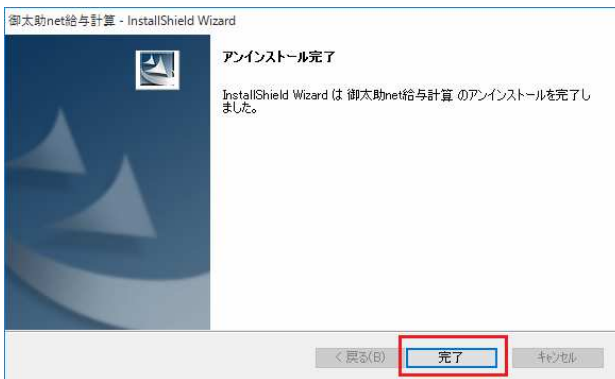 御太助net給与計算 - InstallShield Wizard
アンインストール完了
InstallShield Wizard は 御太助net給与計算 のアンインストールを完了し
ました。
< 戻る(B)
完了
キャンセル